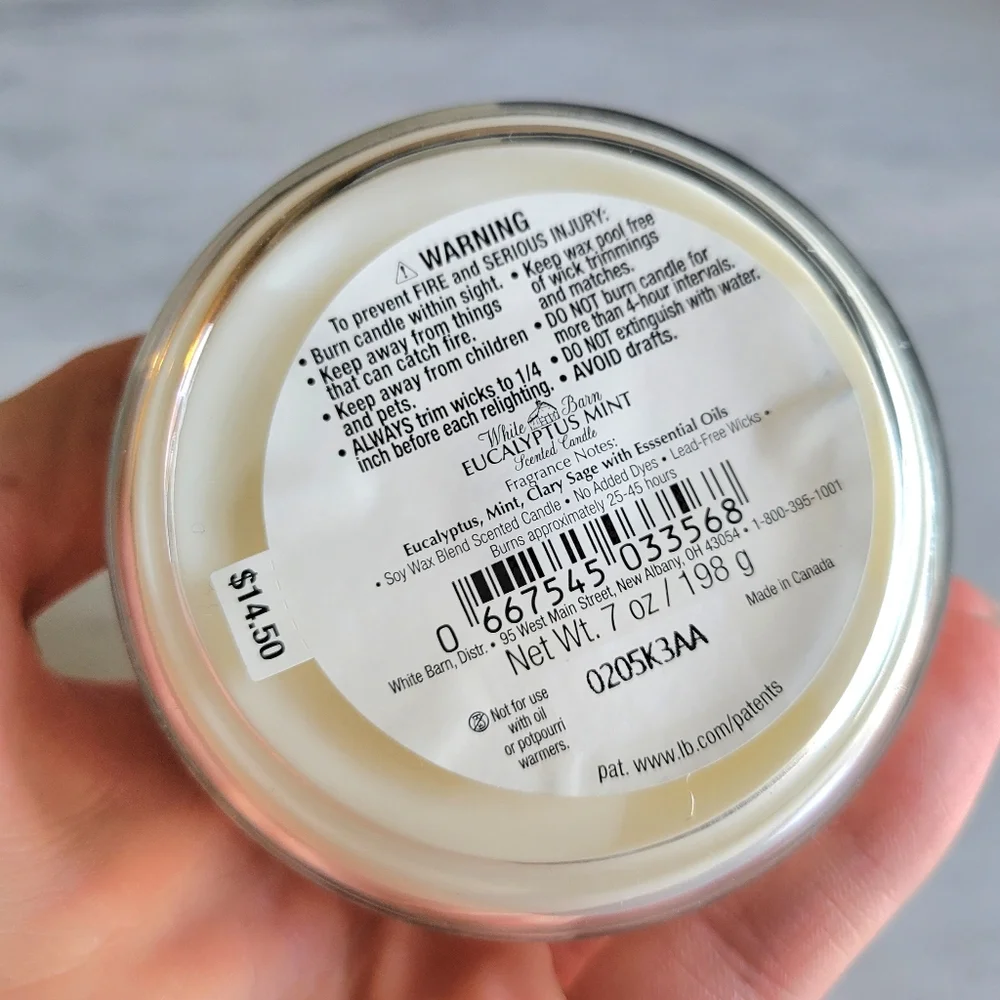 WARNING
To prevent FIRE and SERIOUS INJURY:
• Burn candle within sight.
• Keep away from things
that can catch fire.
• Keep away from children
and pets.
• ALWAYS trim wicks to 1/4
inch before each relighting.
• Keep wax pool free
of wick trimmings
and matches.
• DO NOT burn candle for
more than 4-hour intervals.
• DO NOT extinguish with water.
• AVOID drafts.
White Barn
EUCALYPTUS MINT
Scented Candle
Fragrance Notes:
Eucalyptus, Mint, Clary Sage with Esssential Oils
• Soy Wax Blend Scented Candle • No Added Dyes • Lead-Free Wicks •
Burns approximately 25-45 hours
0 667545 033568
White Barn, Distr. • 95 West Main Street, New Albany, OH 43054 • 1-800-395-1001
Net Wt. 7 oz / 198 g
Made in Canada
0205K3AA
Not for use
with oil
or potpourri
warmers.
pat. www.lb.com/patents
$14.50